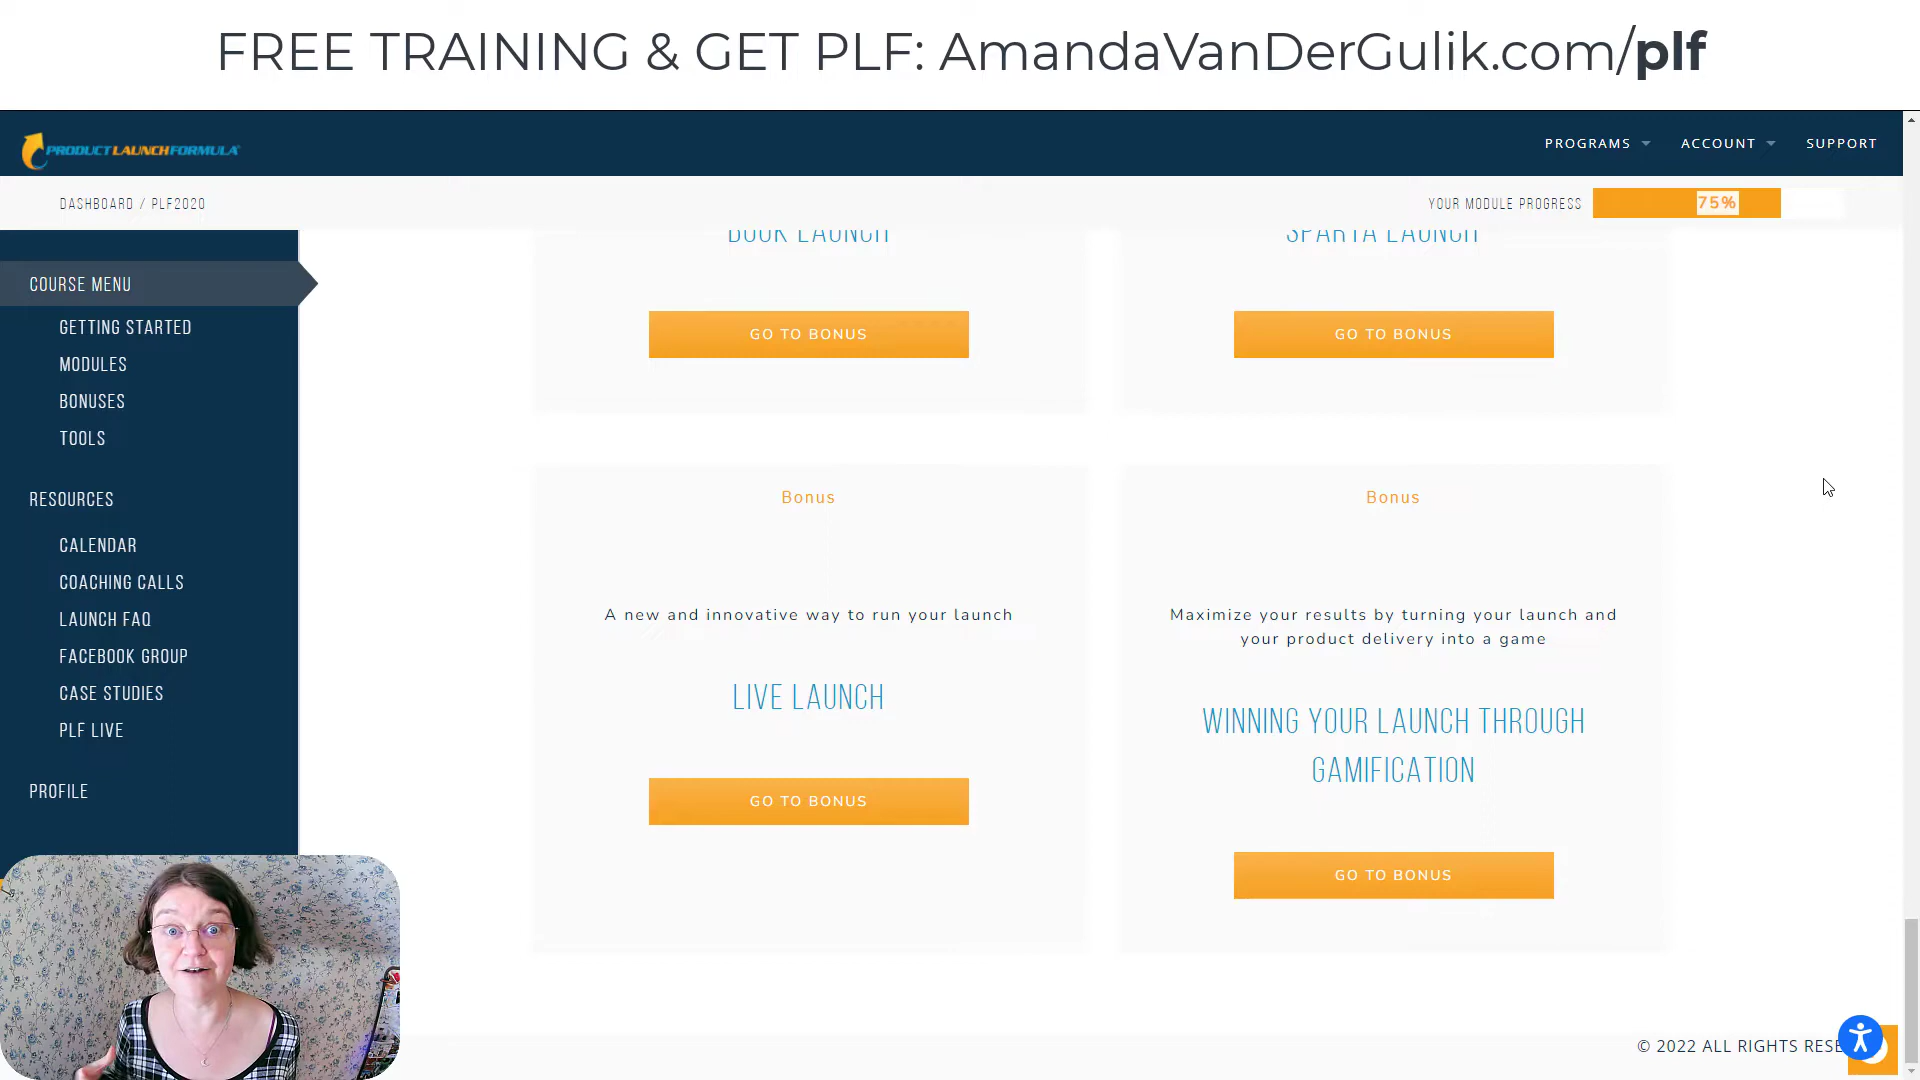 FREE TRAINING & GET PLF: AmandaVanDerGulik.com/plf
PRODUCT LAUNCH FORMULA
PROGRAMS
ACCOUNT
SUPPORT
DASHBOARD / PLF2020
YOUR MODULE PROGRESS
75%
COURSE MENU
GETTING STARTED
MODULES
BONUSES
TOOLS
RESOURCES
CALENDAR
COACHING CALLS
LAUNCH FAQ
FACEBOOK GROUP
CASE STUDIES
PLF LIVE
PROFILE
BOOK LAUNCH
GO TO BONUS
SPARTA LAUNCH
GO TO BONUS
Bonus
A new and innovative way to run your launch
LIVE LAUNCH
GO TO BONUS
Bonus
Maximize your results by turning your launch and
your product delivery into a game
WINNING YOUR LAUNCH THROUGH
GAMIFICATION
GO TO BONUS
© 2022 ALL RIGHTS RESE